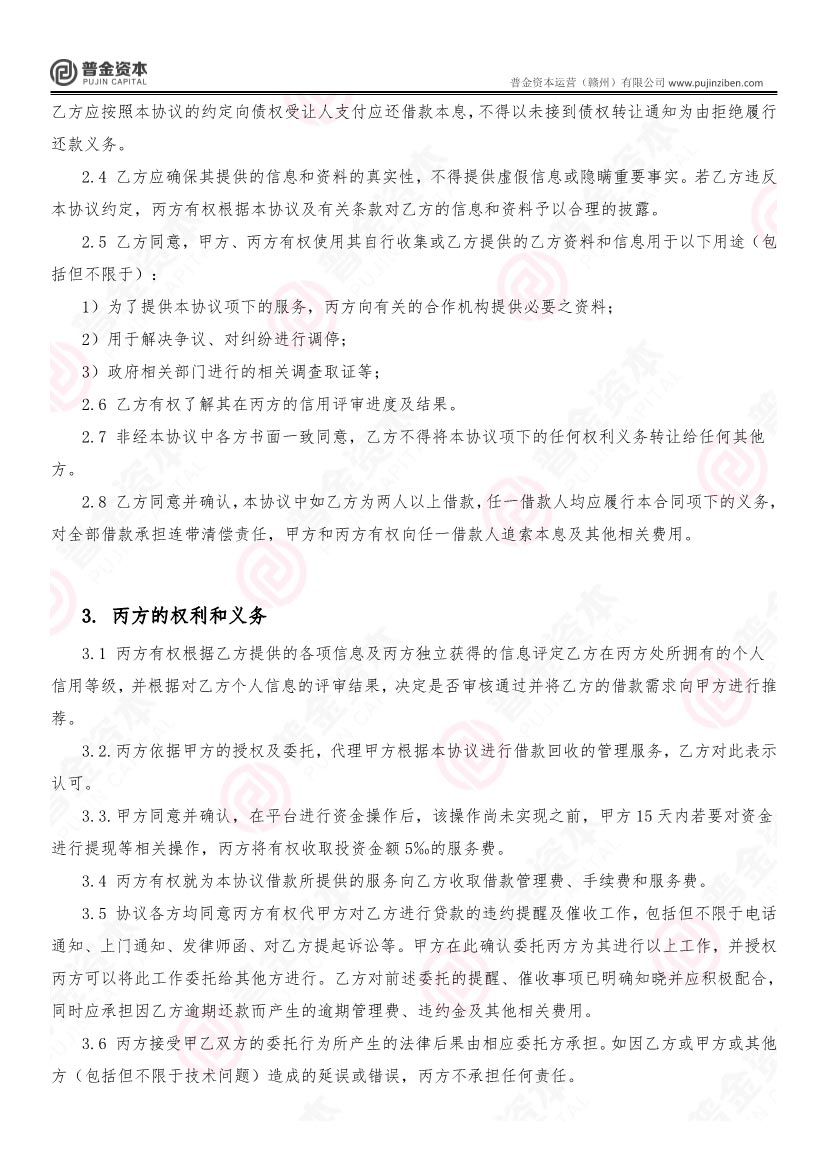 普金资本
PUJIN CAPITAL
普金资本运营（赣州）有限公司 www.pujinziben.com
乙方应按照本协议的约定向债权受让人支付应还借款本息，不得以未接到债权转让通知为由拒绝履行
还款义务。
2.4 乙方应确保其提供的信息和资料的真实性，不得提供虚假信息或隐瞒重要事实。若乙方违反
本协议约定，丙方有权根据本协议及有关条款对乙方的信息和资料予以合理的披露。
2.5 乙方同意，甲方、丙方有权使用其自行收集或乙方提供的乙方资料和信息用于以下用途（包
括但不限于）：
1）为了提供本协议项下的服务，丙方向有关的合作机构提供必要之资料；
2）用于解决争议、对纠纷进行调停；
3）政府相关部门进行的相关调查取证等；
2.6 乙方有权了解其在丙方的信用评审进度及结果。
2.7 非经本协议中各方书面一致同意，乙方不得将本协议项下的任何权利义务转让给任何其他
方。
2.8 乙方同意并确认，本协议中如乙方为两人以上借款，任一借款人均应履行本合同项下的义务，
对全部借款承担连带清偿责任，甲方和丙方有权向任一借款人追索本息及其他相关费用。
3. 丙方的权利和义务
3.1 丙方有权根据乙方提供的各项信息及丙方独立获得的信息评定乙方在丙方处所拥有的个人
信用等级，并根据对乙方个人信息的评审结果，决定是否审核通过并将乙方的借款需求向甲方进行推
荐。
3.2.丙方依据甲方的授权及委托，代理甲方根据本协议进行借款回收的管理服务，乙方对此表示
认可。
3.3.甲方同意并确认，在平台进行资金操作后，该操作尚未实现之前，甲方 15 天内若要对资金
进行提现等相关操作，丙方将有权收取投资金额 5‰的服务费。
3.4 丙方有权就为本协议借款所提供的服务向乙方收取借款管理费、手续费和服务费。
3.5 协议各方均同意丙方有权代甲方对乙方进行贷款的违约提醒及催收工作，包括但不限于电话
通知、上门通知、发律师函、对乙方提起诉讼等。甲方在此确认委托丙方为其进行以上工作，并授权
丙方可以将此工作委托给其他方进行。乙方对前述委托的提醒、催收事项已明确知晓并应积极配合，
同时应承担因乙方逾期还款而产生的逾期管理费、违约金及其他相关费用。
3.6 丙方接受甲乙双方的委托行为所产生的法律后果由相应委托方承担。如因乙方或甲方或其他
方（包括但不限于技术问题）造成的延误或错误，丙方不承担任何责任。